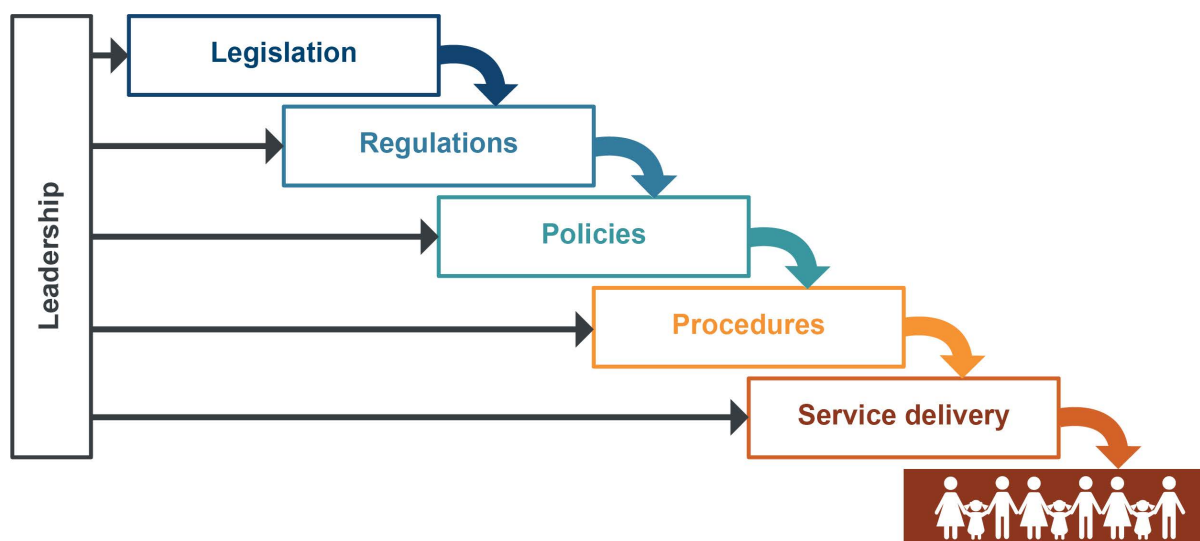 Leadership
Legislation
Regulations
Policies
Procedures
Service delivery